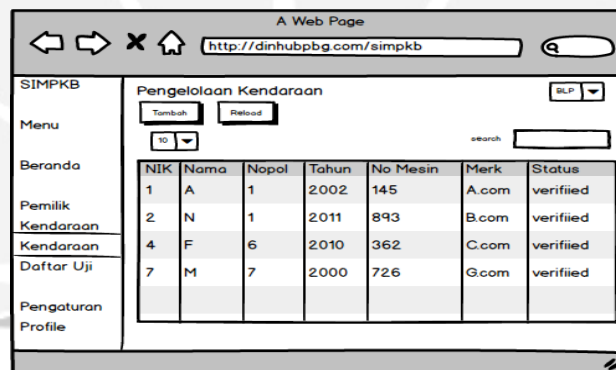 A Web Page
http://dinhubpbg.com/simpkb
SIMPKB
Menu
Beranda
Pemilik
Kendaraan
Kendaraan
Daftar Uji
Pengaturan
Profile
Pengelolaan Kendaraan
BLP
Tambah Reload
10
search
NIK Nama Nopol Tahun No Mesin Merk Status
1 A 1 2002 145 A.com verifiied
2 N 1 2011 893 B.com verifiied
4 F 6 2010 362 C.com verifiied
7 M 7 2000 726 G.com verifiied